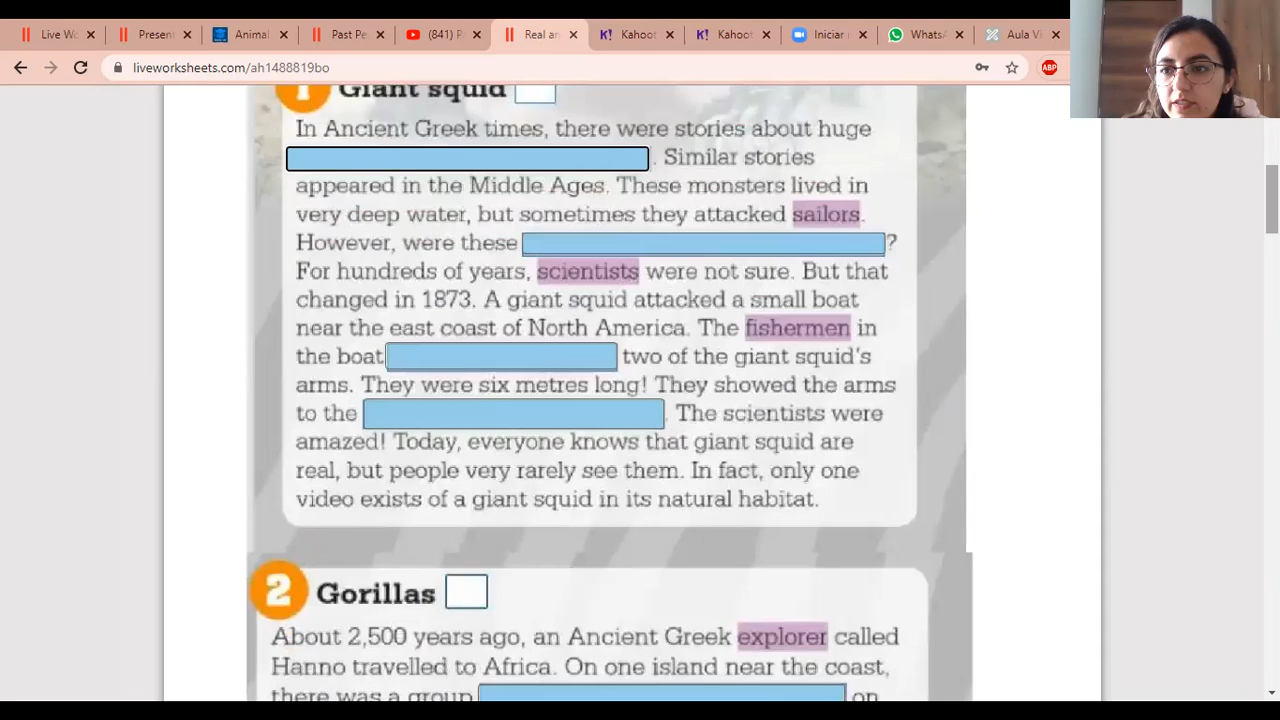 Live Wo
Present
Animal
Past Pe
(841) P
Real an
Kahoot
Kahoot
Iniciar
WhatsA
Aula Vi
liveworksheets.com/ah1488819bo
ABP
1 Giant squid
In Ancient Greek times, there were stories about huge
. Similar stories
appeared in the Middle Ages. These monsters lived in
very deep water, but sometimes they attacked sailors.
However, were these ?
For hundreds of years, scientists were not sure. But that
changed in 1873. A giant squid attacked a small boat
near the east coast of North America. The fishermen in
the boat two of the giant squid's
arms. They were six metres long! They showed the arms
to the . The scientists were
amazed! Today, everyone knows that giant squid are
real, but people very rarely see them. In fact, only one
video exists of a giant squid in its natural habitat.
2 Gorillas
About 2,500 years ago, an Ancient Greek explorer called
Hanno travelled to Africa. On one island near the coast,
there was a group on